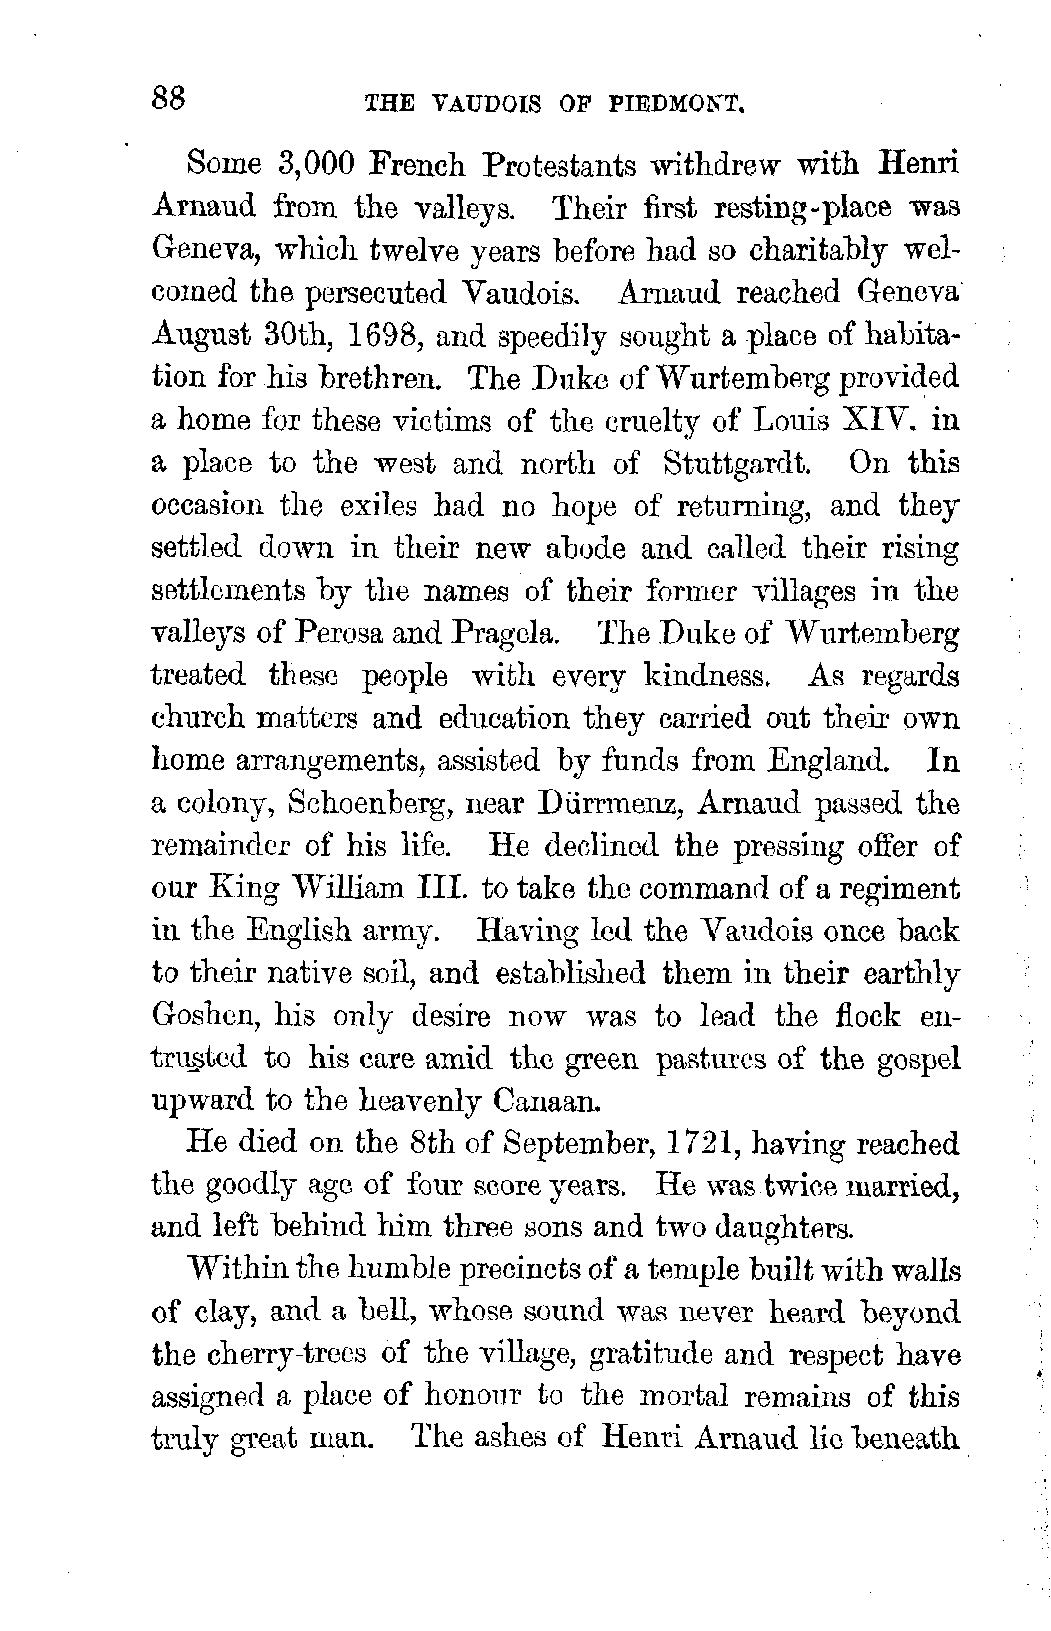 88 THE VAUDOIS OF PIEDMONT.
Some 3,000 French Protestants withdrew with Henri
Arnaud from the valleys. Their first resting-place was
Geneva, which twelve years before had so charitably wel-
comed the persecuted Vaudois. Arnaud reached Geneva
August 30th, 1698, and speedily sought a place of habita-
tion for his brethren. The Duke of Wurtemberg provided
a home for these victims of the cruelty of Louis XIV. in
a place to the west and north of Stuttgardt. On this
occasion the exiles had no hope of returning, and they
settled down in their new abode and called their rising
settlements by the names of their former villages in the
valleys of Perosa and Pragela. The Duke of Wurtemberg
treated these people with every kindness. As regards
church matters and education they carried out their own
home arrangements, assisted by funds from England. In
a colony, Schoenberg, near Dürrmenz, Arnaud passed the
remainder of his life. He declined the pressing offer of
our King William III. to take the command of a regiment
in the English army. Having led the Vaudois once back
to their native soil, and established them in their earthly
Goshen, his only desire now was to lead the flock en-
trusted to his care amid the green pastures of the gospel
upward to the heavenly Canaan.
He died on the 8th of September, 1721, having reached
the goodly age of four score years. He was twice married,
and left behind him three sons and two daughters.
Within the humble precincts of a temple built with walls
of clay, and a bell, whose sound was never heard beyond
the cherry-trees of the village, gratitude and respect have
assigned a place of honour to the mortal remains of this
truly great man. The ashes of Henri Arnaud lie beneath